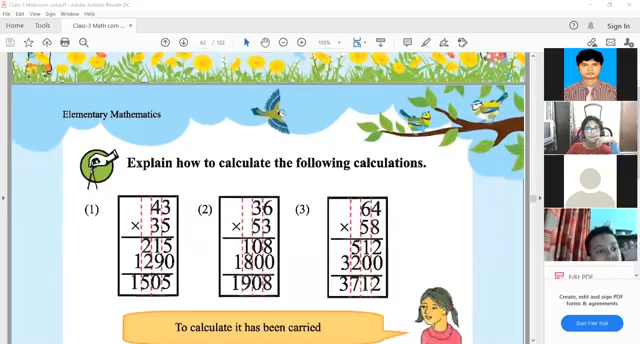 Class-3 Math com opt.pdf - Adobe Acrobat Reader DC
File Edit View Sign Window Help
Home Tools Class-3 Math com ... ×
Sign In
62 / 122
155%
Elementary Mathematics
Explain how to calculate the following calculations.
(1) 43 (2) 36 (3) 64
× 35 × 53 × 58
215 108 512
1290 1800 3200
1505 1908 3712
To calculate it has been carried
Edit PDF
Create, edit and sign PDF
forms & agreements
Start Free Trial